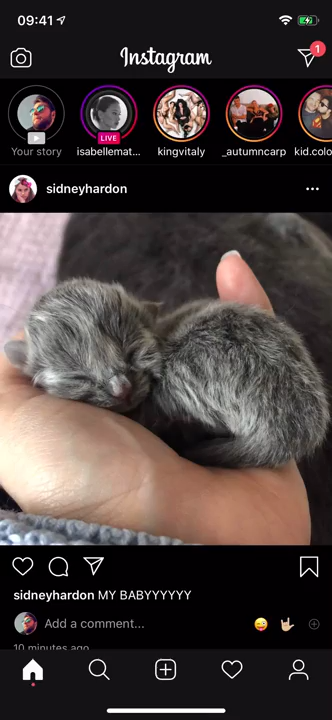 09:41
Instagram
1
LIVE
Your story
isabellemat...
kingvitaly
_autumncarp
kid.colo
sidneyhardon
sidneyhardon MY BABYYYYYY
Add a comment...
10 minutes ago